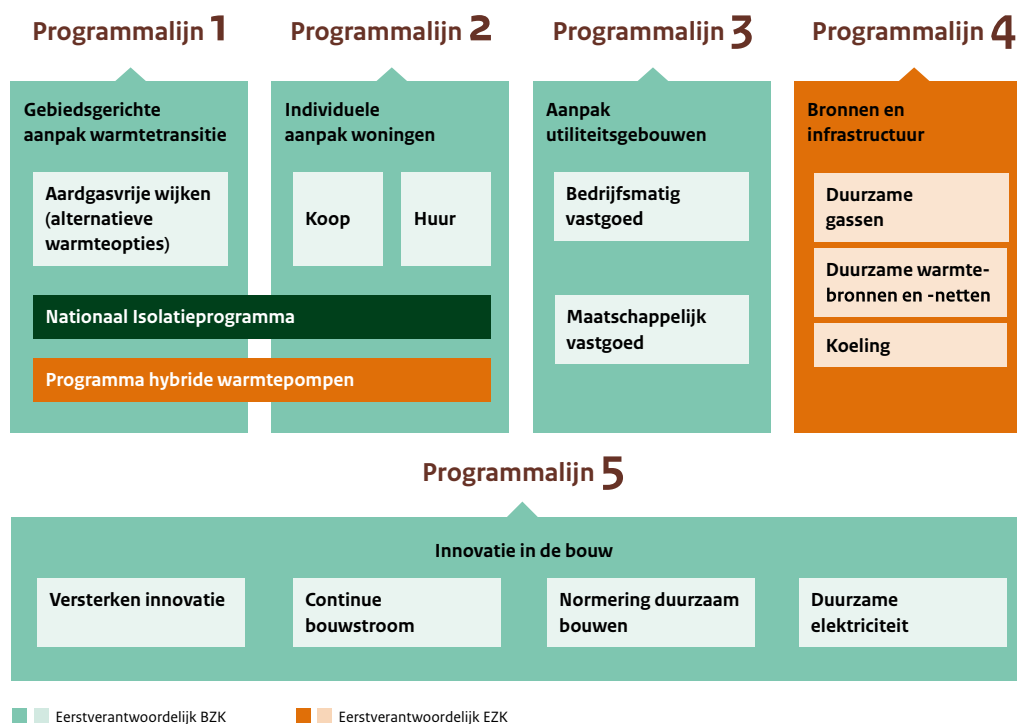 Programmalijn 1
Gebiedsgerichte
aanpak warmtetransitie
Aardgasvrije wijken
(alternatieve
warmteopties)
Programmalijn 2
Individuele
aanpak woningen
Koop
Huur
Nationaal Isolatieprogramma
Programma hybride warmtepompen
Programmalijn 3
Aanpak
utiliteitsgebouwen
Bedrijfsmatig
vastgoed
Maatschappelijk
vastgoed
Programmalijn 4
Bronnen en
infrastructuur
Duurzame
gassen
Duurzame warmte-
bronnen en -netten
Koeling
Programmalijn 5
Innovatie in de bouw
Versterken innovatie
Continue
bouwstroom
Normering duurzaam
bouwen
Duurzame
elektriciteit
Eerstverantwoordelijk BZK
Eerstverantwoordelijk EZK